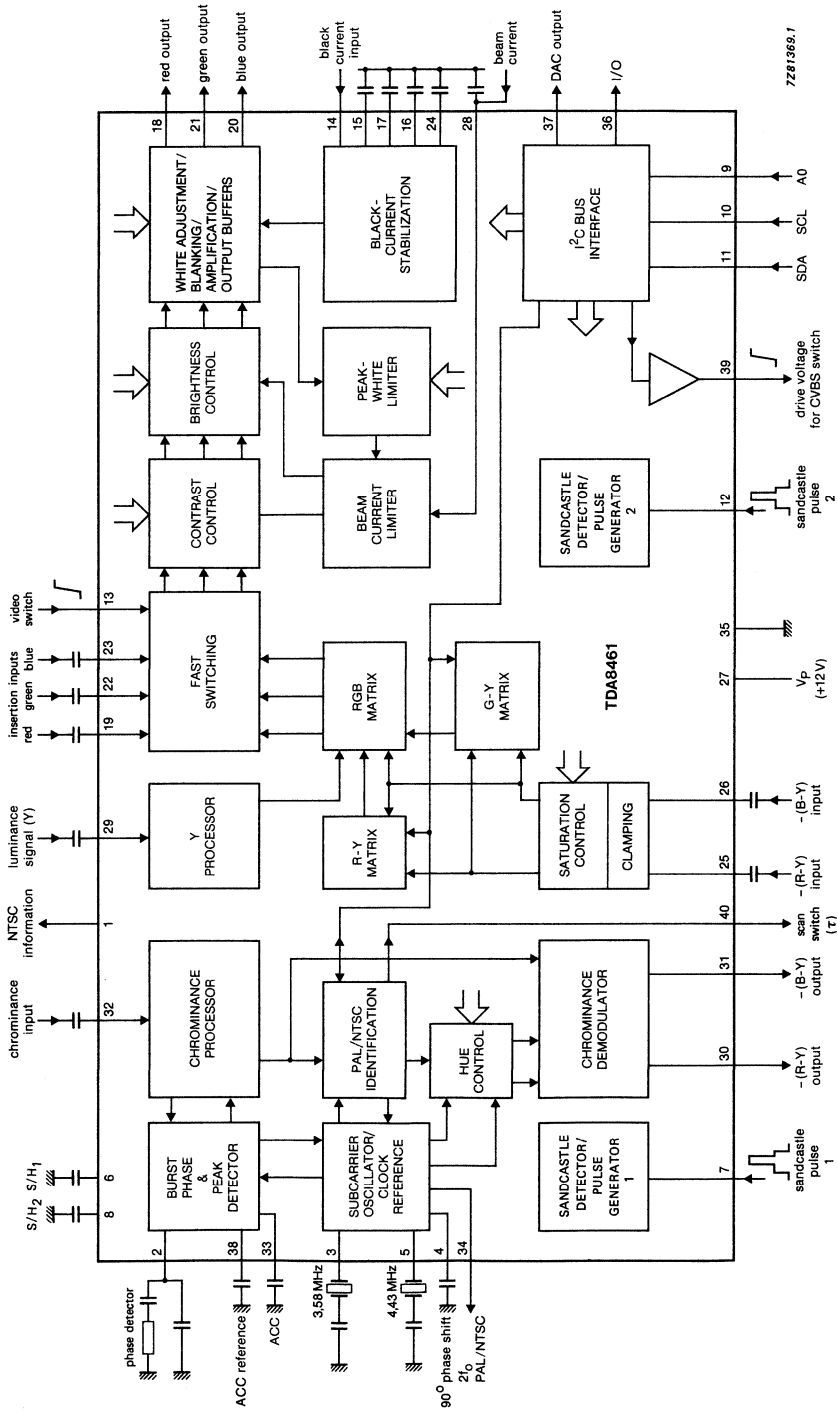 S/H2 S/H1
8
6
chrominance
input
32
NTSC
information
1
luminance
signal (Y)
29
insertion inputs
red
green
blue
19
22
23
video
switch
13
phase detector
2
ACC reference
38
ACC
33
3,58 MHz
3
4,43 MHz
5
90° phase shift
4
2fo
PAL/NTSC
34
BURST
PHASE
&
PEAK
DETECTOR
CHROMINANCE
PROCESSOR
Y
PROCESSOR
FAST
SWITCHING
CONTRAST CONTROL
BRIGHTNESS
CONTROL
WHITE ADJUSTMENT/
BLANKING/
AMPLIFICATION/
OUTPUT BUFFERS
18
red output
21
green output
20
blue output
SUBCARRIER
OSCILLATOR/
CLOCK
REFERENCE
PAL/NTSC
IDENTIFICATION
R-Y
MATRIX
RGB
MATRIX
BEAM
CURRENT
LIMITER
PEAK-
WHITE
LIMITER
BLACK-
CURRENT
STABILIZATION
black
current
input
14
15
17
16
24
28
beam
current
HUE
CONTROL
G-Y
MATRIX
SANDCASTLE
DETECTOR/
PULSE
GENERATOR
1
CHROMINANCE
DEMODULATOR
SATURATION
CONTROL
CLAMPING
TDA8461
SANDCASTLE
DETECTOR/
PULSE
GENERATOR
2
I2C BUS
INTERFACE
37
DAC output
36
I/O
7
sandcastle
pulse
1
30
-(R-Y)
output
31
-(B-Y)
output
40
scan
switch
(τ)
25
-(R-Y)
input
26
-(B-Y)
input
27
VP
(+12 V)
35
12
sandcastle
pulse
2
39
drive voltage
for CVBS switch
11
SDA
10
SCL
9
A0
7Z81369.1